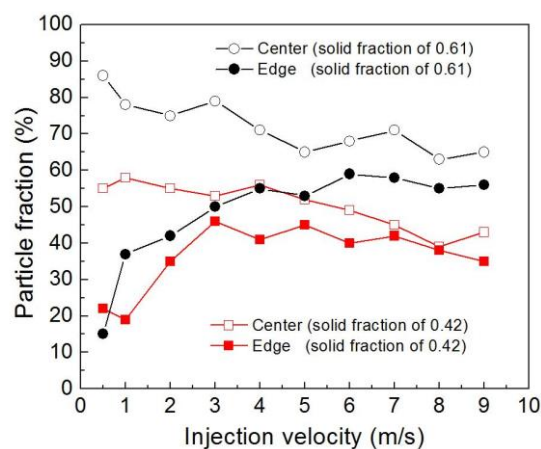 100
90
80
70
60
50
40
30
20
10
0
Particle fraction (%)
Center (solid fraction of 0.61)
Edge (solid fraction of 0.61)
Center (solid fraction of 0.42)
Edge (solid fraction of 0.42)
0 1 2 3 4 5 6 7 8 9 10
Injection velocity (m/s)